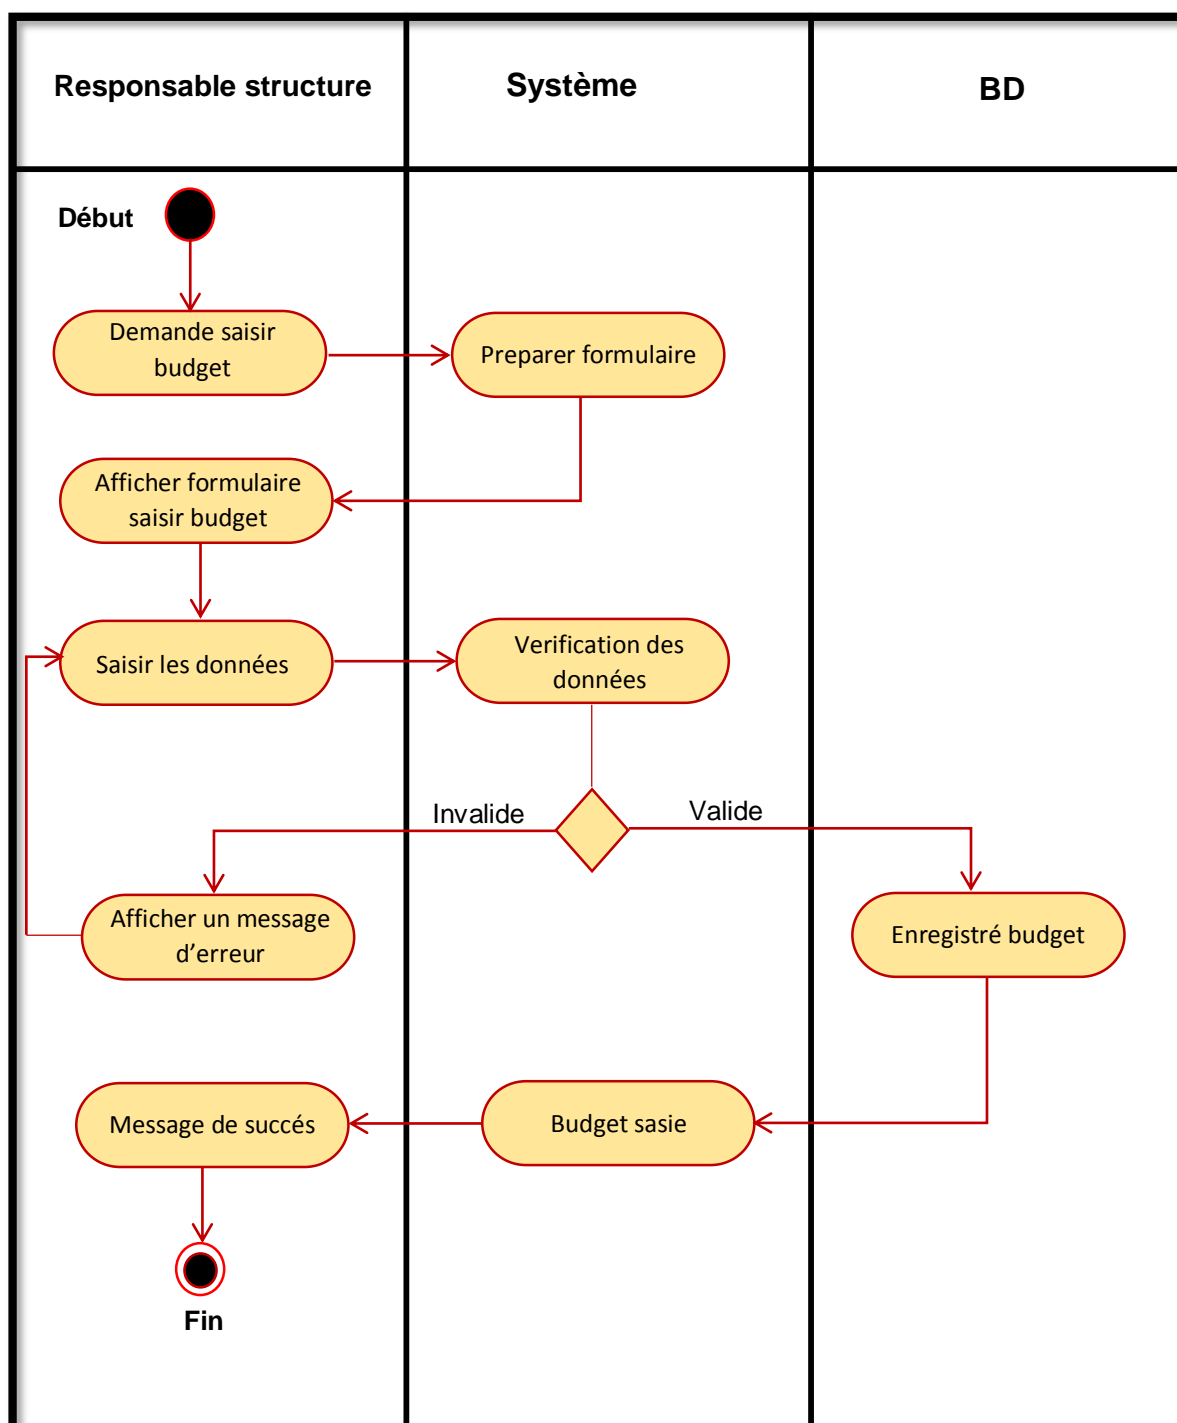 Responsable structure
Système
BD
Début
Demande saisir
budget
Preparer formulaire
Afficher formulaire
saisir budget
Saisir les données
Verification des
données
Invalide
Valide
Afficher un message
d’erreur
Enregistré budget
Message de succés
Budget sasie
Fin